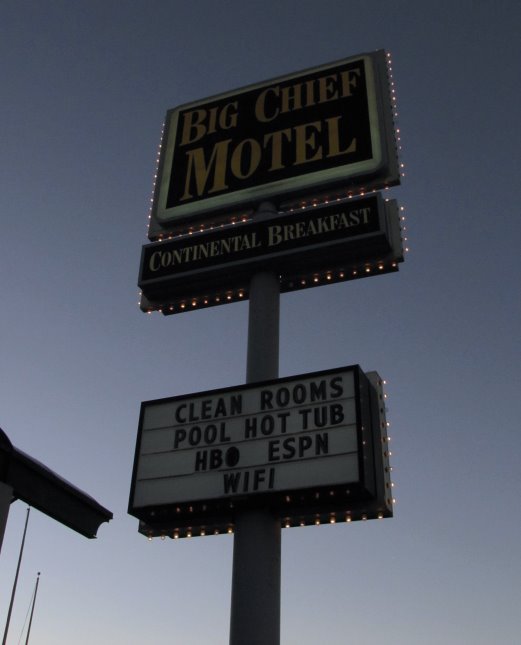 BIG CHIEF
MOTEL
CONTINENTAL BREAKFAST
CLEAN ROOMS
POOL HOT TUB
HBO ESPN
WIFI